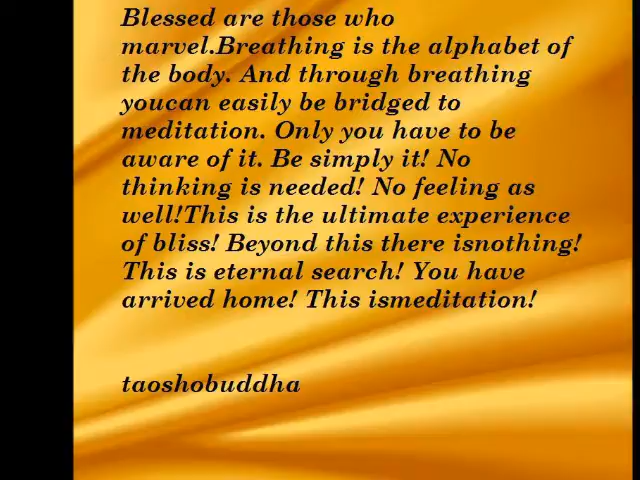 Blessed are those who
marvel.Breathing is the alphabet of
the body. And through breathing
youcan easily be bridged to
meditation. Only you have to be
aware of it. Be simply it! No
thinking is needed! No feeling as
well!This is the ultimate experience
of bliss! Beyond this there isnothing!
This is eternal search! You have
arrived home! This ismeditation!
taoshobuddha